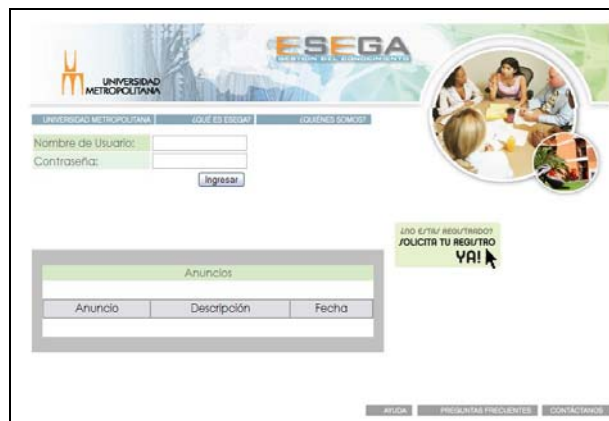 ESEGA
GESTIÓN DEL CONOCIMIENTO
UNIVERSIDAD
METROPOLITANA
UNIVERSIDAD METROPOLITANA
¿QUÉ ES ESEGA?
¿QUIÉNES SOMOS?
Nombre de Usuario:
Contraseña:
Ingresar
¿NO ESTÁS REGISTRADO?
SOLICITA TU REGISTRO
YA!
Anuncios
Anuncio Descripción Fecha
AYUDA PREGUNTAS FRECUENTES CONTÁCTANOS